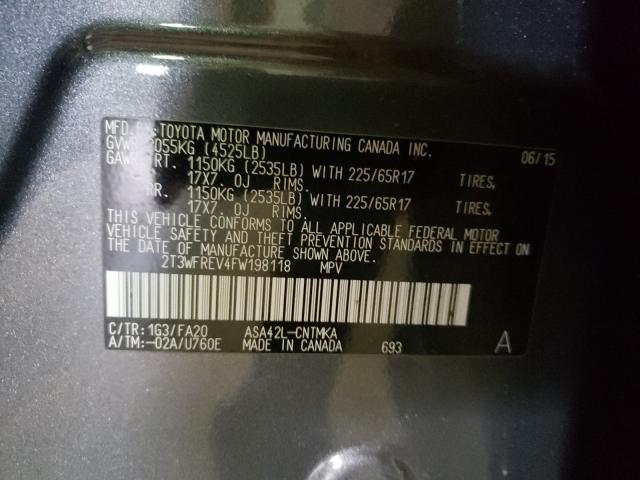 MFD. BY: TOYOTA MOTOR MANUFACTURING CANADA INC. 06/15
GVWR 2055KG (4525LB)
GAWR FRT. 1150KG (2535LB) WITH 225/65R17 TIRES,
17X7.0J RIMS.
RR. 1150KG (2535LB) WITH 225/65R17 TIRES,
17X7.0J RIMS.
THIS VEHICLE CONFORMS TO ALL APPLICABLE FEDERAL MOTOR
VEHICLE SAFETY AND THEFT PREVENTION STANDARDS IN EFFECT ON
THE DATE OF MANUFACTURE SHOWN ABOVE.
2T3WFREV4FW198118 MPV
C/TR: 1G3/FA20 ASA42L-CNTMKA
A/TM: -02A/U760E MADE IN CANADA 693 A